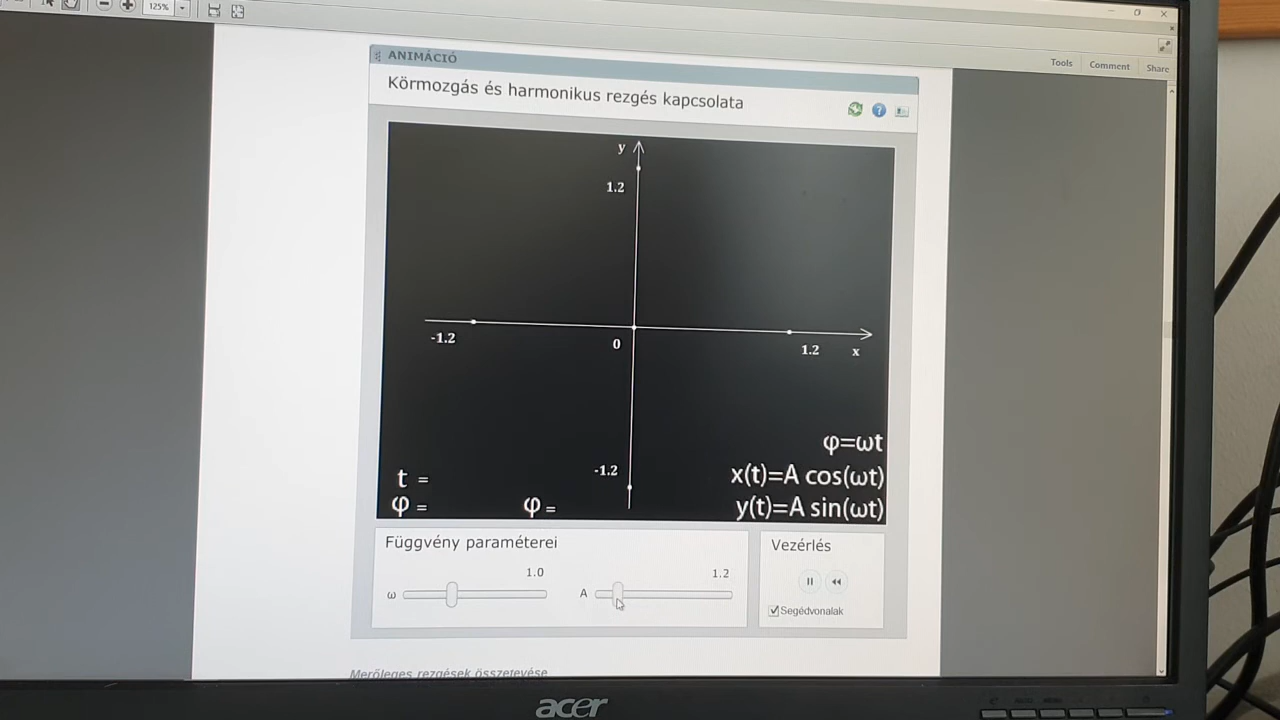 125%
Tools Comment Share
ANIMÁCIÓ
Körmozgás és harmonikus rezgés kapcsolata
y
1.2
-1.2 0 1.2 x
-1.2
φ=ωt
t = x(t)=A cos(ωt)
φ = φ = y(t)=A sin(ωt)
Függvény paraméterei Vezérlés
1.0 1.2
ω A
Segédvonalak
Merőleges rezgések összetevése
acer